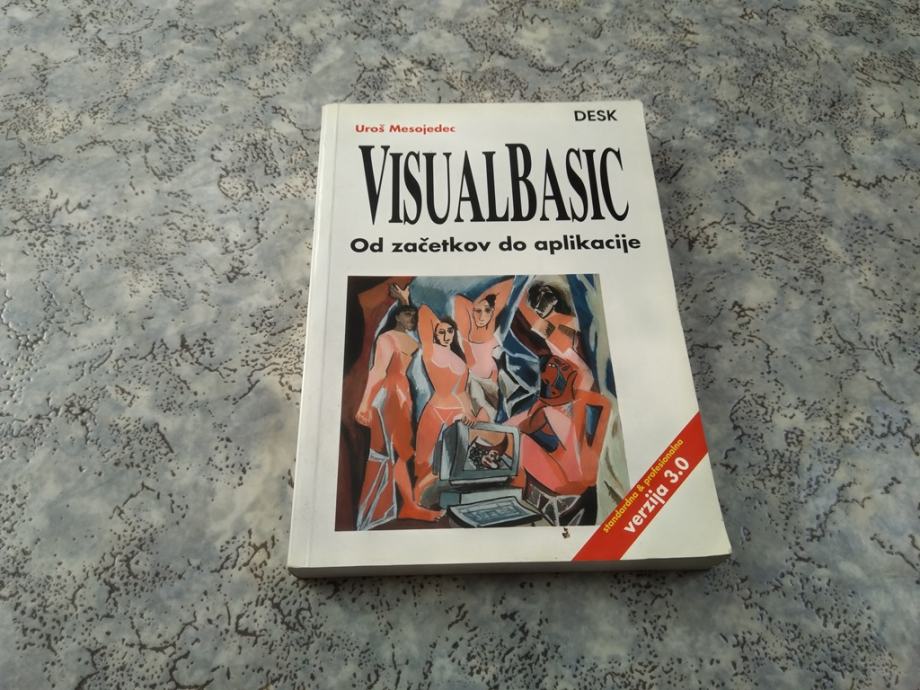 DESK
Uroš Mesojedec
VISUALBASIC
Od začetkov do aplikacije
standardna & profesionalna
verzija 3.0